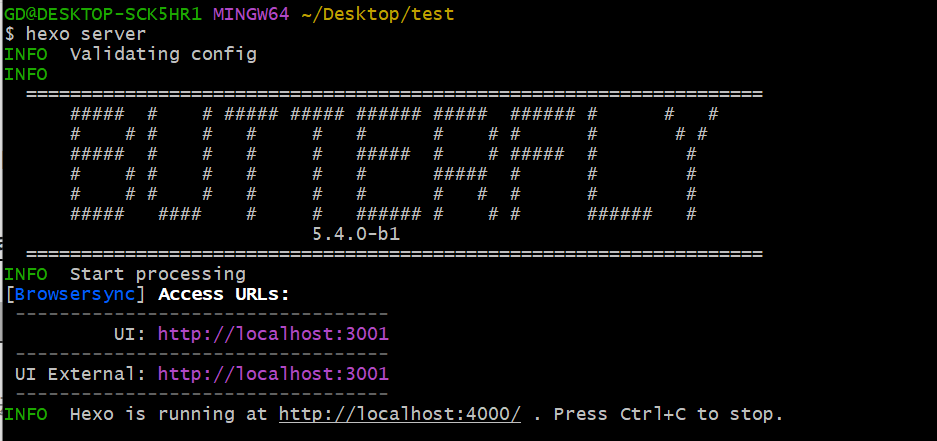 GD@DESKTOP-SCK5HR1 MINGW64 ~/Desktop/test
$ hexo server
INFO  Validating config
INFO
  ===================================================================
      #####  #    # ##### ##### ###### #####  ###### #      #   #
      #    # #    #   #     #   #      #    # #      #       # #
      #####  #    #   #     #   #####  #    # #####  #        #
      #    # #    #   #     #   #      #####  #      #        #
      #    # #    #   #     #   #      #   #  #      #        #
      #####   ####    #     #   ###### #    # #      ######   #
                            5.4.0-b1
  ===================================================================
INFO  Start processing
[Browsersync] Access URLs:
 ----------------------------------
          UI: http://localhost:3001
 ----------------------------------
 UI External: http://localhost:3001
 ----------------------------------
INFO  Hexo is running at http://localhost:4000/ . Press Ctrl+C to stop.